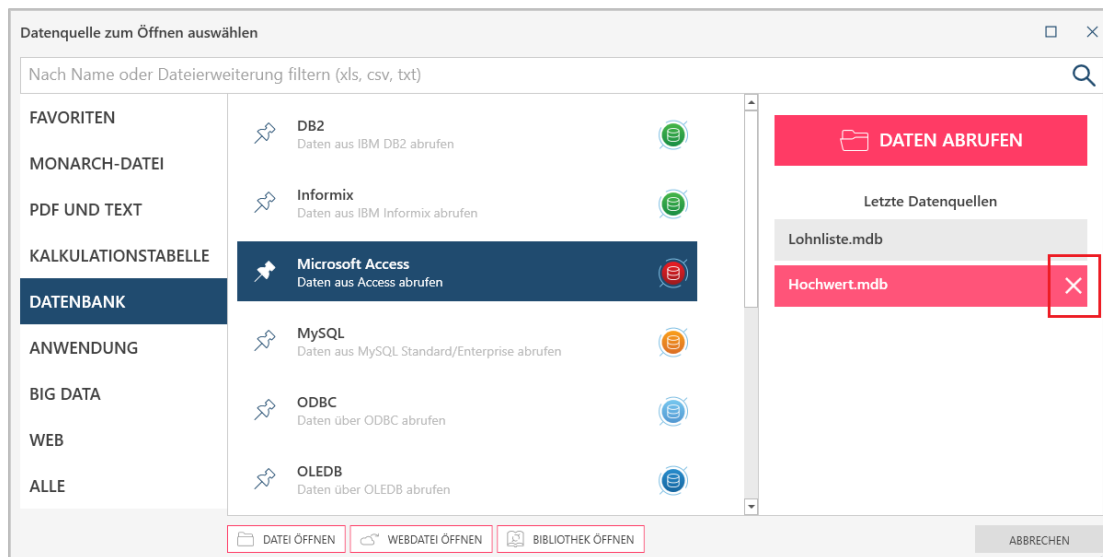 Datenquelle zum Öffnen auswählen
Nach Name oder Dateierweiterung filtern (xls, csv, txt)
FAVORITEN
MONARCH-DATEI
PDF UND TEXT
KALKULATIONSTABELLE
DATENBANK
ANWENDUNG
BIG DATA
WEB
ALLE
DB2
Daten aus IBM DB2 abrufen
Informix
Daten aus IBM Informix abrufen
Microsoft Access
Daten aus Access abrufen
MySQL
Daten aus MySQL Standard/Enterprise abrufen
ODBC
Daten über ODBC abrufen
OLEDB
Daten über OLEDB abrufen
DATEN ABRUFEN
Letzte Datenquellen
Lohnliste.mdb
Hochwert.mdb
DATEI ÖFFNEN
WEBDATEI ÖFFNEN
BIBLIOTHEK ÖFFNEN
ABBRECHEN